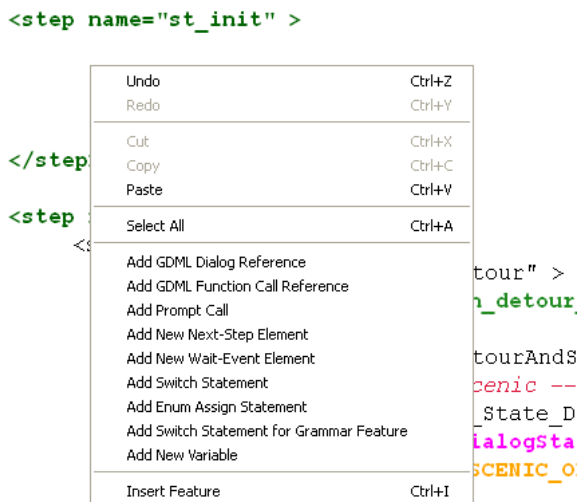 <step name="st_init" >
Undo Ctrl+Z
Redo Ctrl+Y
Cut Ctrl+X
</step
Copy Ctrl+C
Paste Ctrl+V
<step
Select All Ctrl+A
<s
Add GDML Dialog Reference
tour" >
Add GDML Function Call Reference
n_detour_
Add Prompt Call
Add New Next-Step Element
Add New Wait-Event Element
tourAndS
Add Switch Statement
cenic --
Add Enum Assign Statement
_State_D
Add Switch Statement for Grammar Feature
ialogSta
Add New Variable
SCENIC_O
Insert Feature Ctrl+I